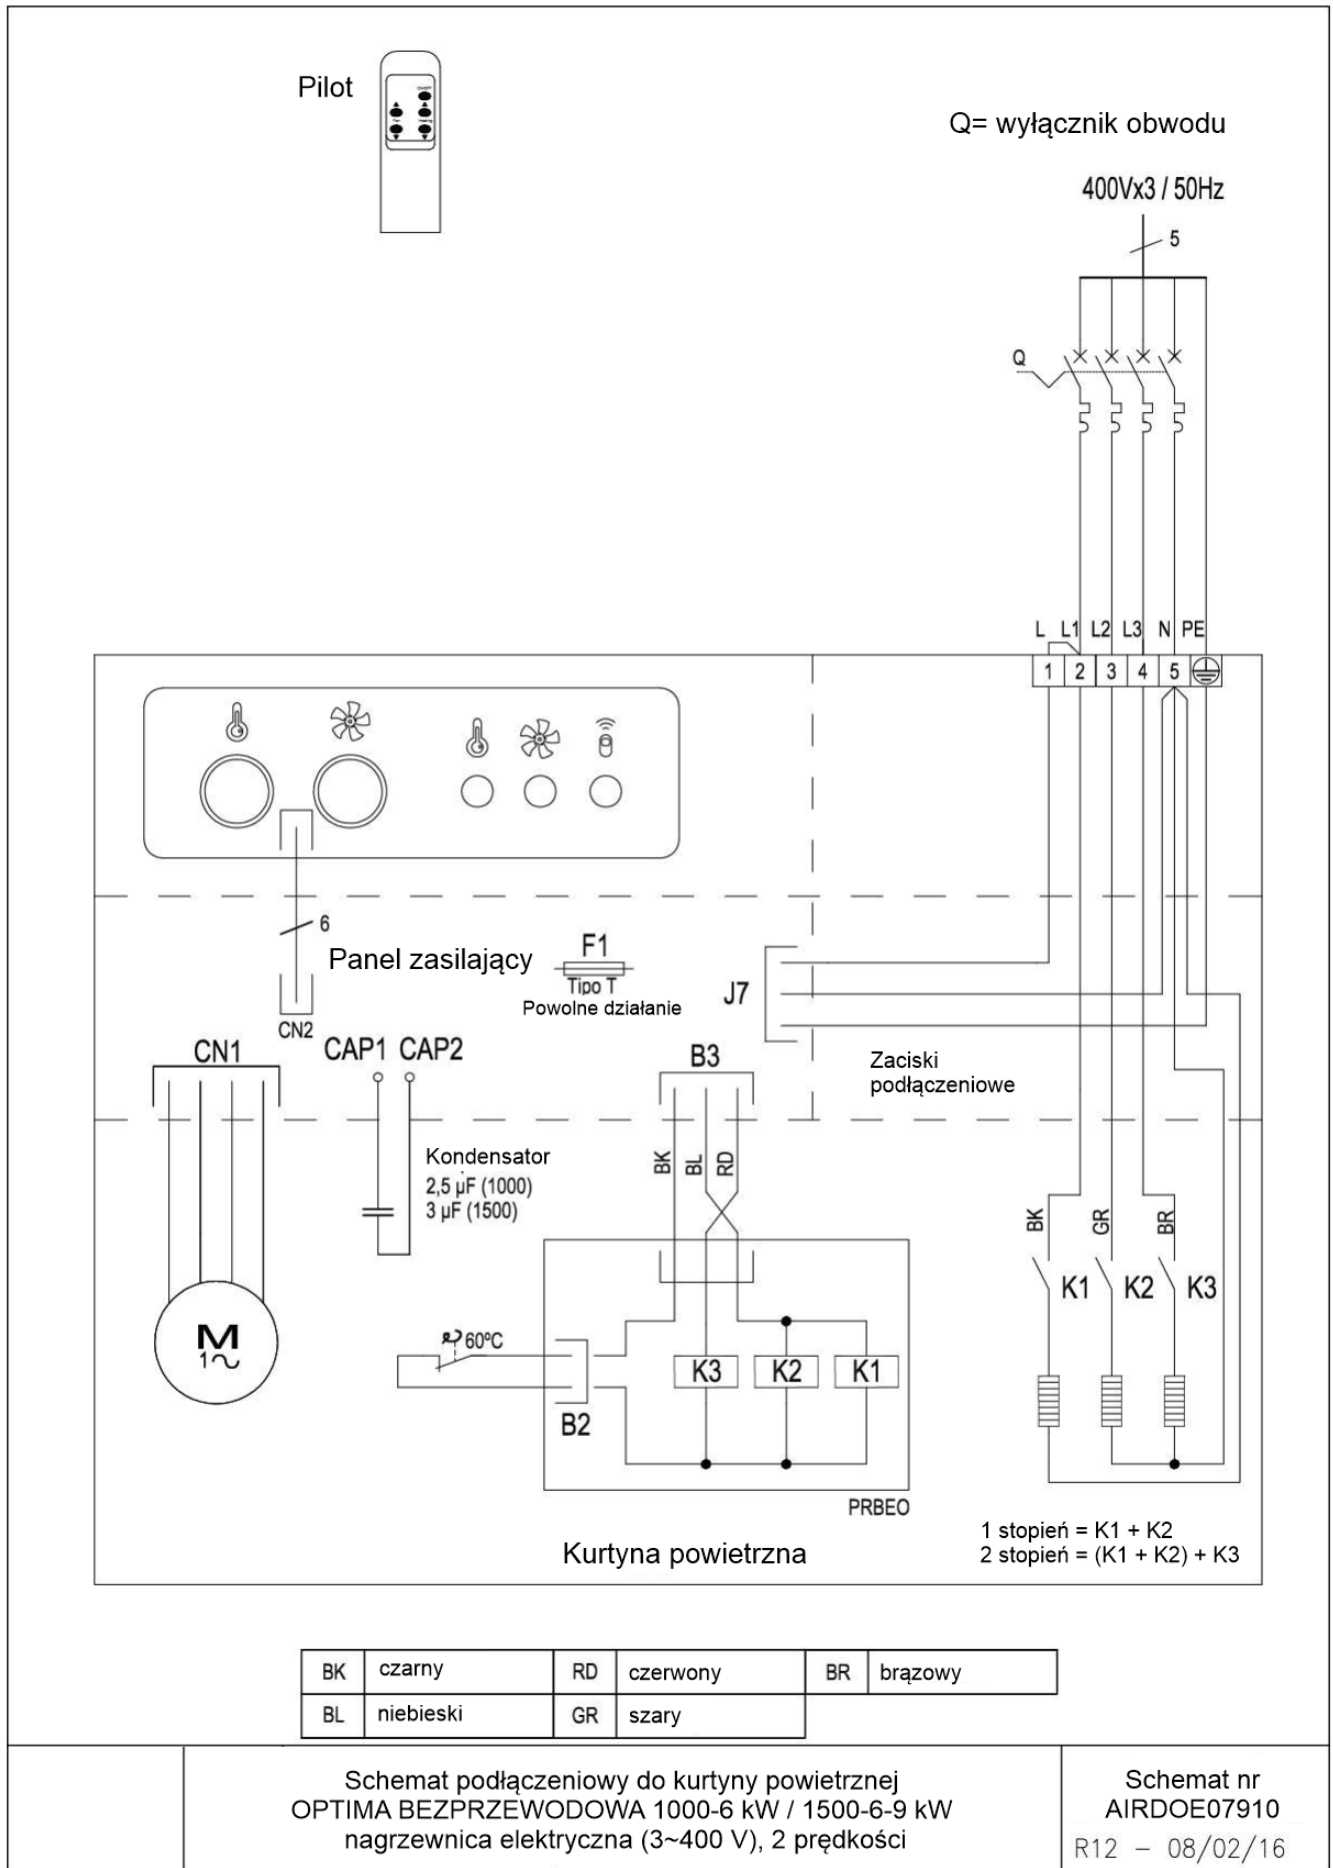 Pilot
Q= wyłącznik obwodu
400Vx3 / 50Hz
5
Q
L L1 L2 L3 N PE
1 2 3 4 5
6
Panel zasilający
F1
Tipo T
Powolne działanie
J7
CN2
CN1
CAP1 CAP2
B3
Zaciski
podłączeniowe
Kondensator
2,5 µF (1000)
3 µF (1500)
BK BL RD
BK GR BR
K1 K2 K3
M
1
60ºC
K3 K2 K1
B2
PRBEO
Kurtyna powietrzna
1 stopień = K1 + K2
2 stopień = (K1 + K2) + K3
BK czarny RD czerwony BR brązowy
BL niebieski GR szary
Schemat podłączeniowy do kurtyny powietrznej
OPTIMA BEZPRZEWODOWA 1000-6 kW / 1500-6-9 kW
nagrzewnica elektryczna (3~400 V), 2 prędkości
Schemat nr
AIRDOE07910
R12 – 08/02/16